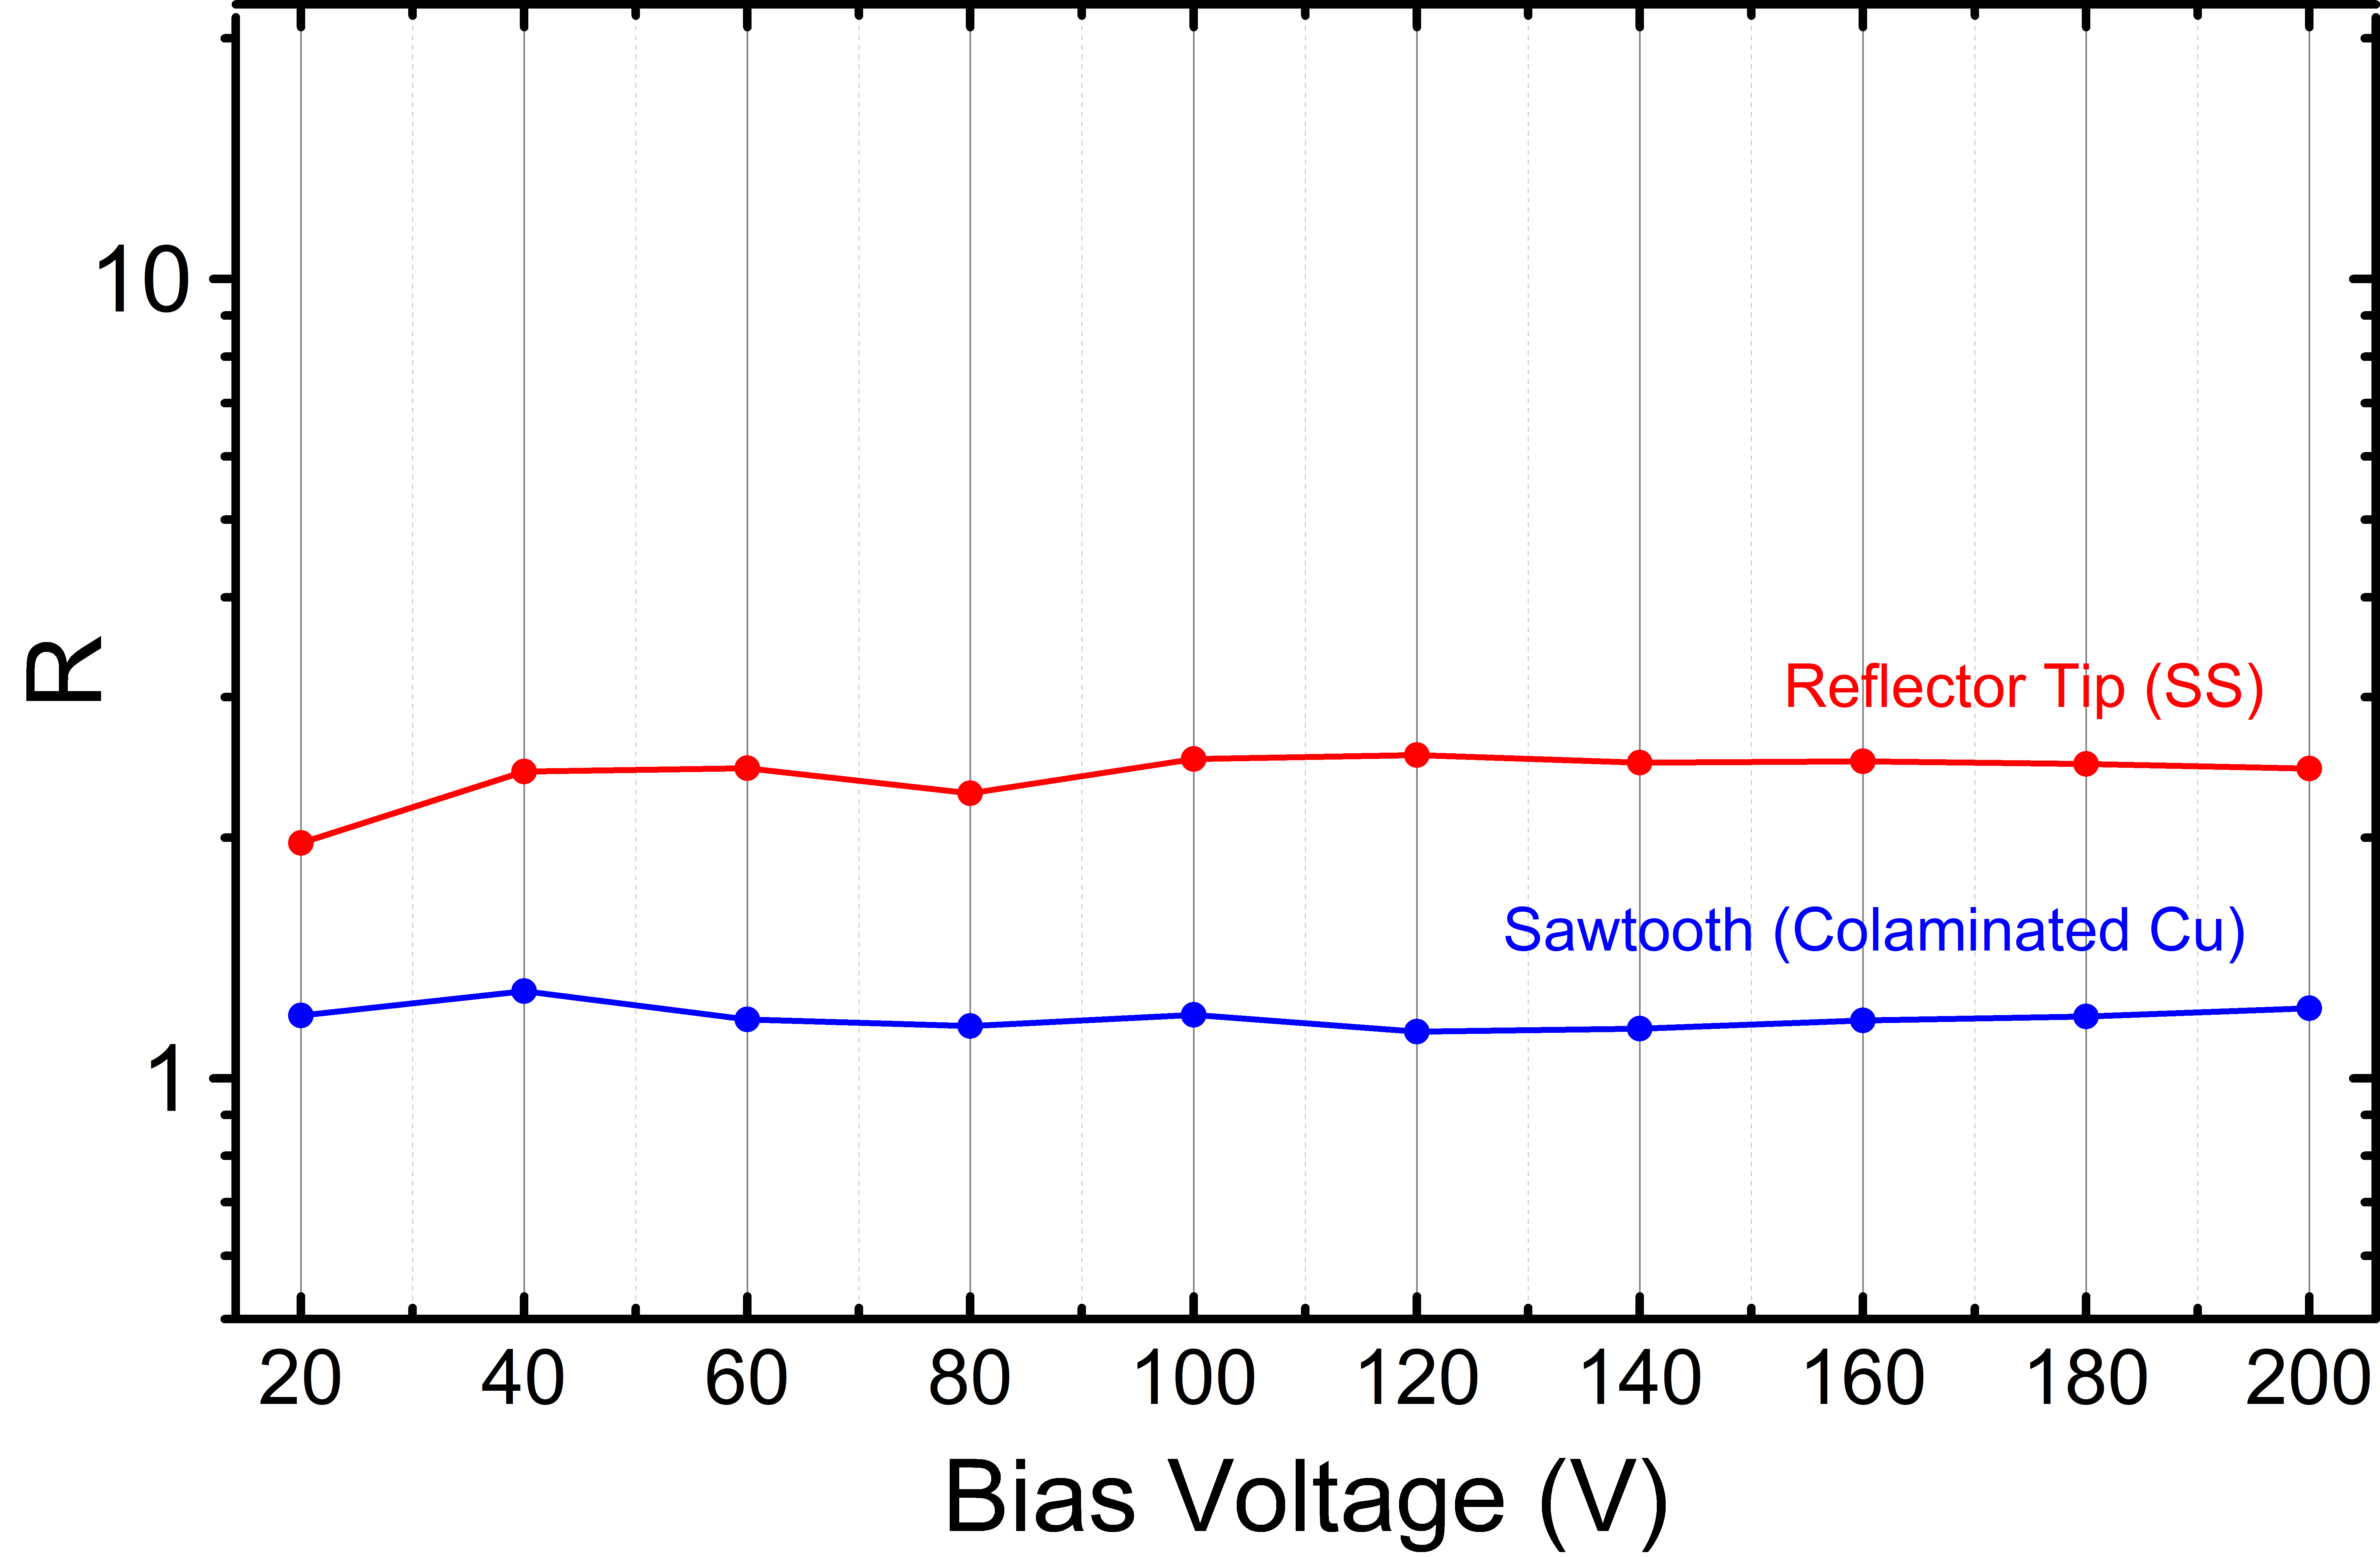 10
R
Reflector Tip (SS)
Sawtooth (Colaminated Cu)
1
20 40 60 80 100 120 140 160 180 200
Bias Voltage (V)